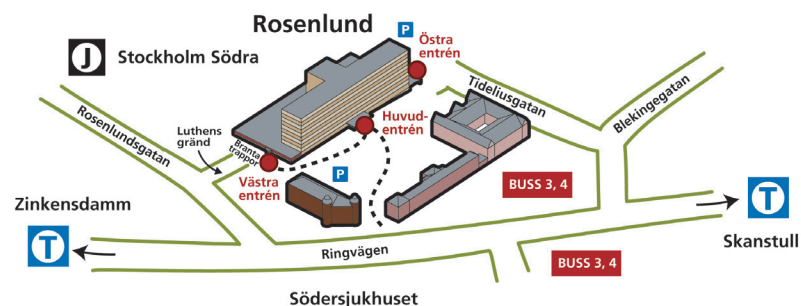 Rosenlund
P
Östra
entrén
J
Stockholm Södra
Tideliusgatan
Blekingegatan
Rosenlundsgatan
Luthens
gränd
Branta
trappor
Huvud-
entrén
Västra
entrén
P
BUSS 3, 4
Zinkensdamm
T
T
Skanstull
Ringvägen
BUSS 3, 4
Södersjukhuset